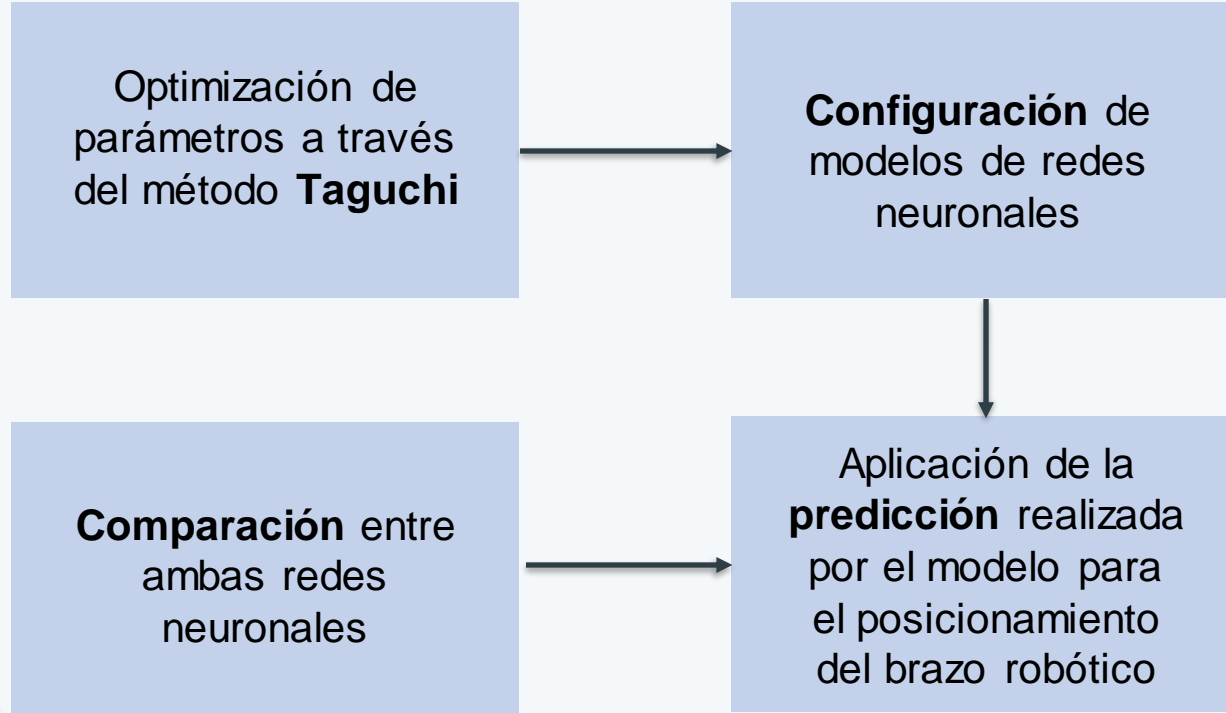 Optimización de
parámetros a través
del método Taguchi
Configuración de
modelos de redes
neuronales
Comparación entre
ambas redes
neuronales
Aplicación de la
predicción realizada
por el modelo para
el posicionamiento
del brazo robótico